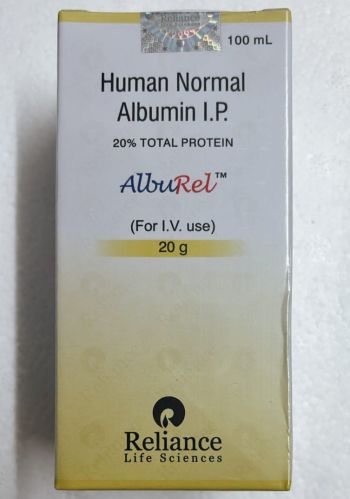 100 mL
Human Normal
Albumin I.P.
20% TOTAL PROTEIN
AlbuRel™
(For I.V. use)
20 g
Reliance
Life Sciences